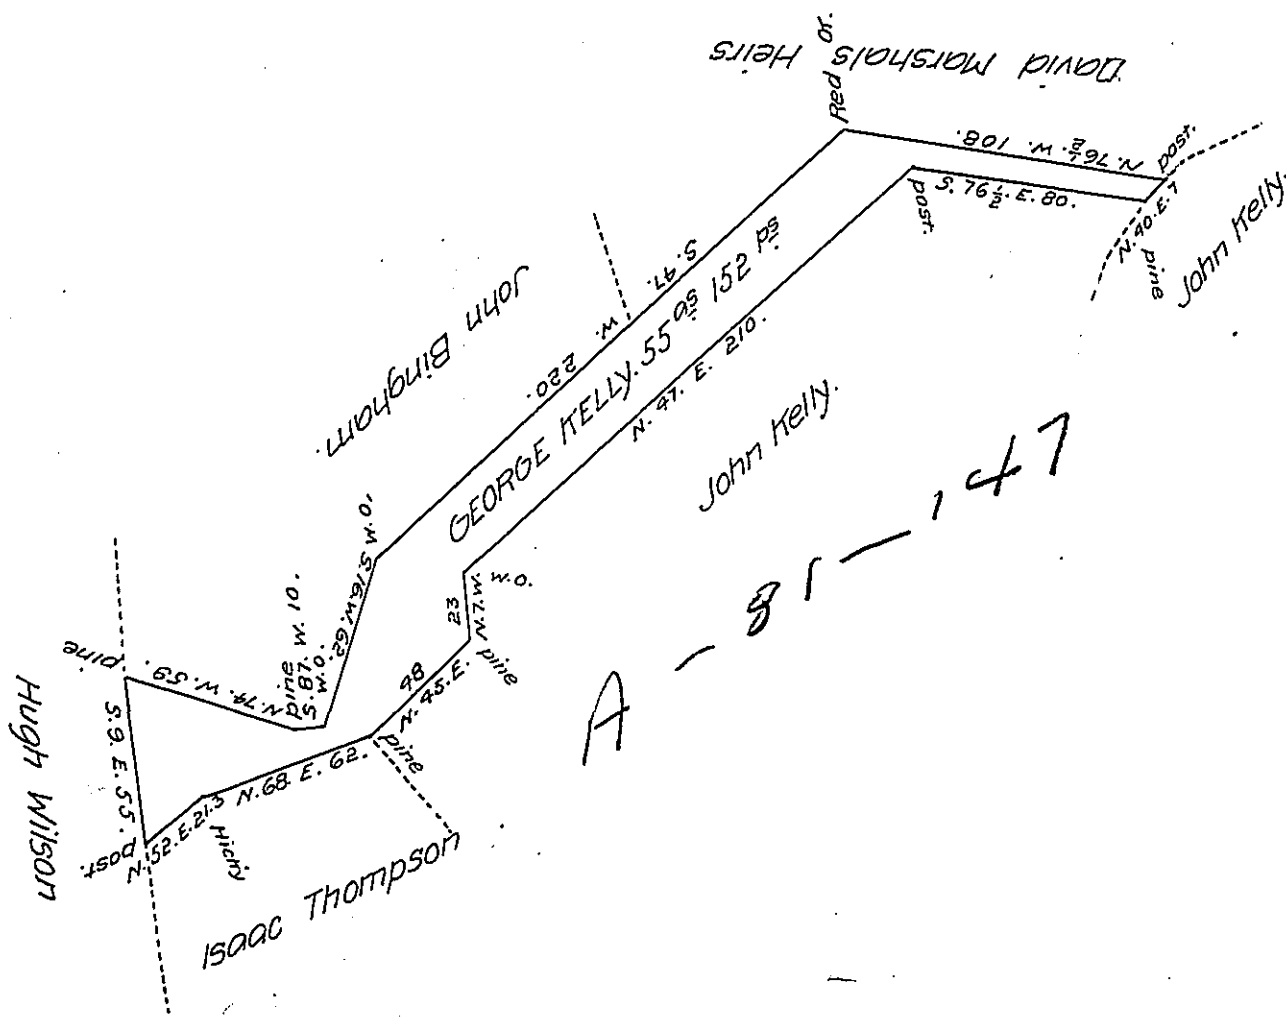 David Marshals Heirs
Red or.
N. 76½. W. 108.
post.
S. 76½. E. 80.
post.
N. 40. E. 7
pine
John Kelly.
John Bingham.
S. 47. W. 220.
GEORGE KELLY. 55 as 152 ps
N. 47. E. 210.
John Kelly.
W.O.
S. 16. W. 62.
W.O.
S. 87. W. 10.
pine
N. 74. W. 59.
pine
W.O.
N. 7. W. 23
pine
N. 45. E. 48
pine
N. 68. E. 62.
Hick'y
N. 52. E. 21.3
post.
S. 9. E. 55.
Hugh Wilson
Isaac Thompson
A - 81 - 147